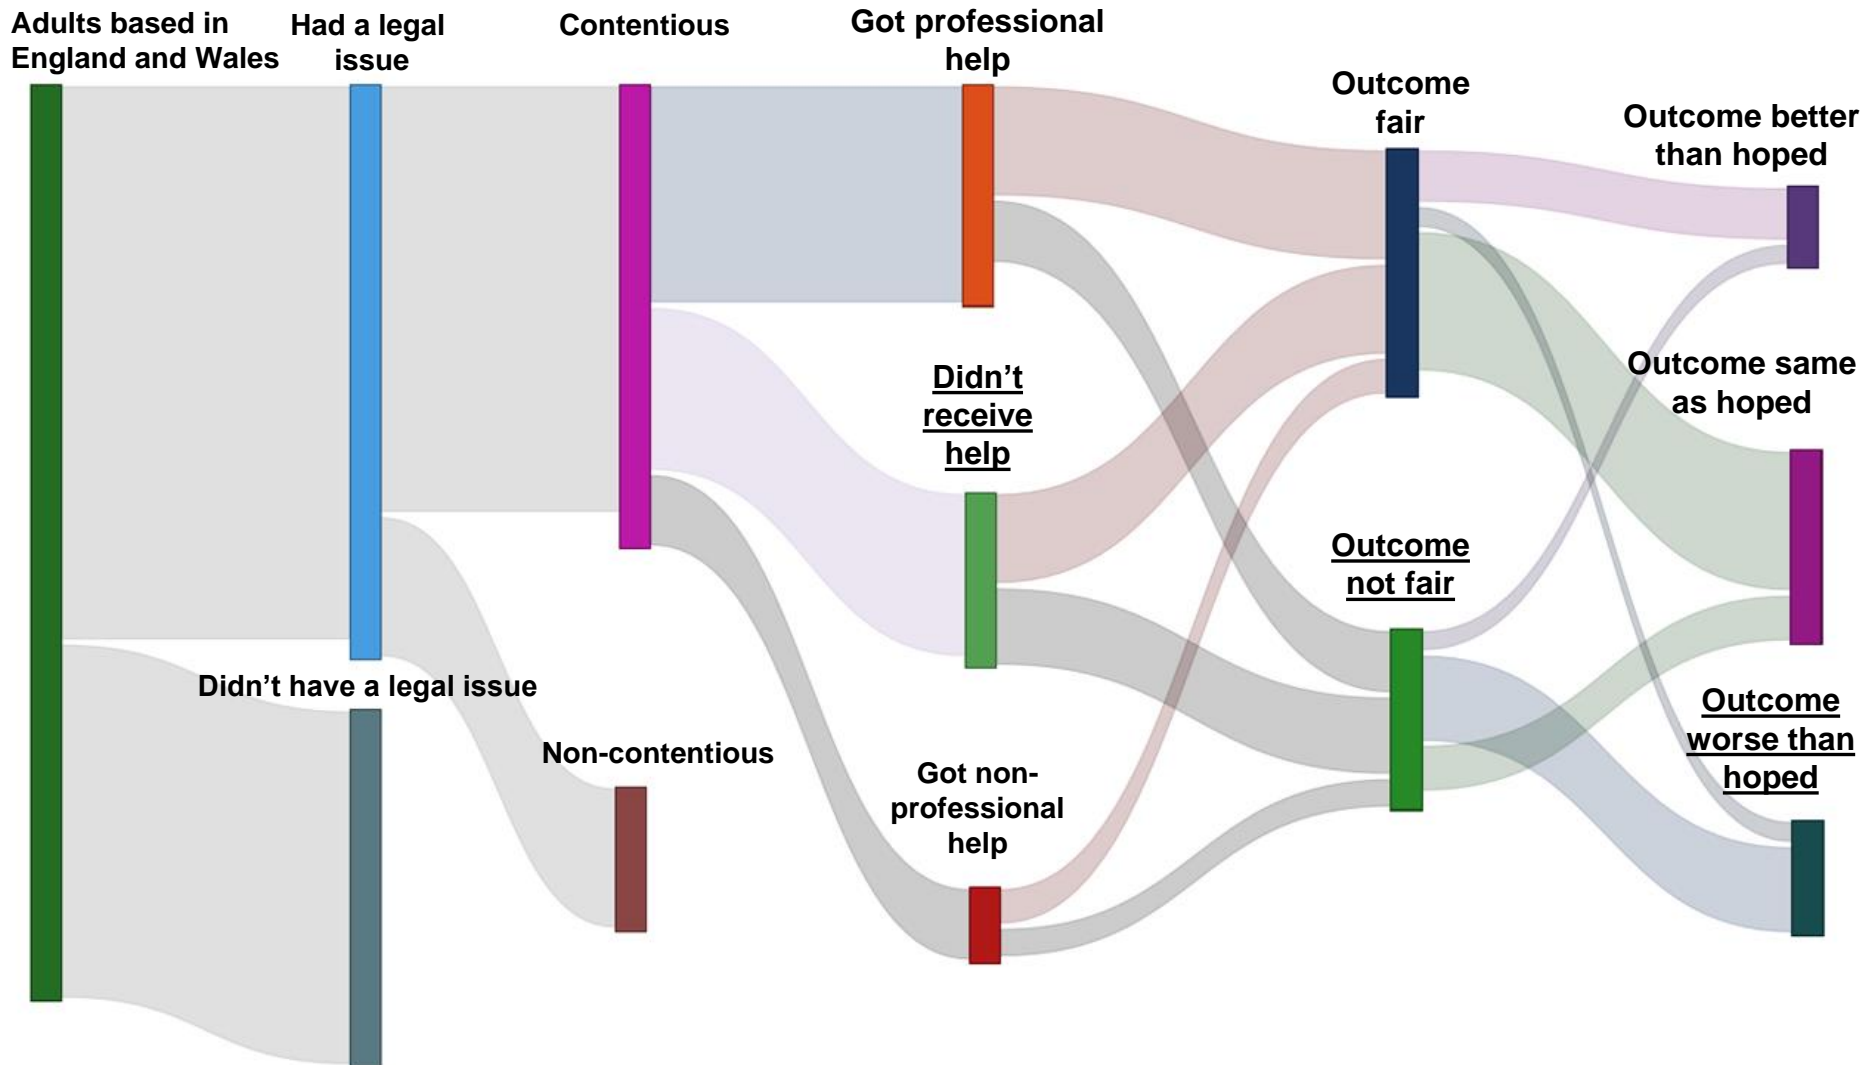 Adults based in
England and Wales
Had a legal
issue
Contentious
Got professional
help
Outcome
fair
Outcome better
than hoped
Didn't
receive
help
Outcome same
as hoped
Outcome
not fair
Didn't have a legal issue
Non-contentious
Got non-
professional
help
Outcome
worse than
hoped